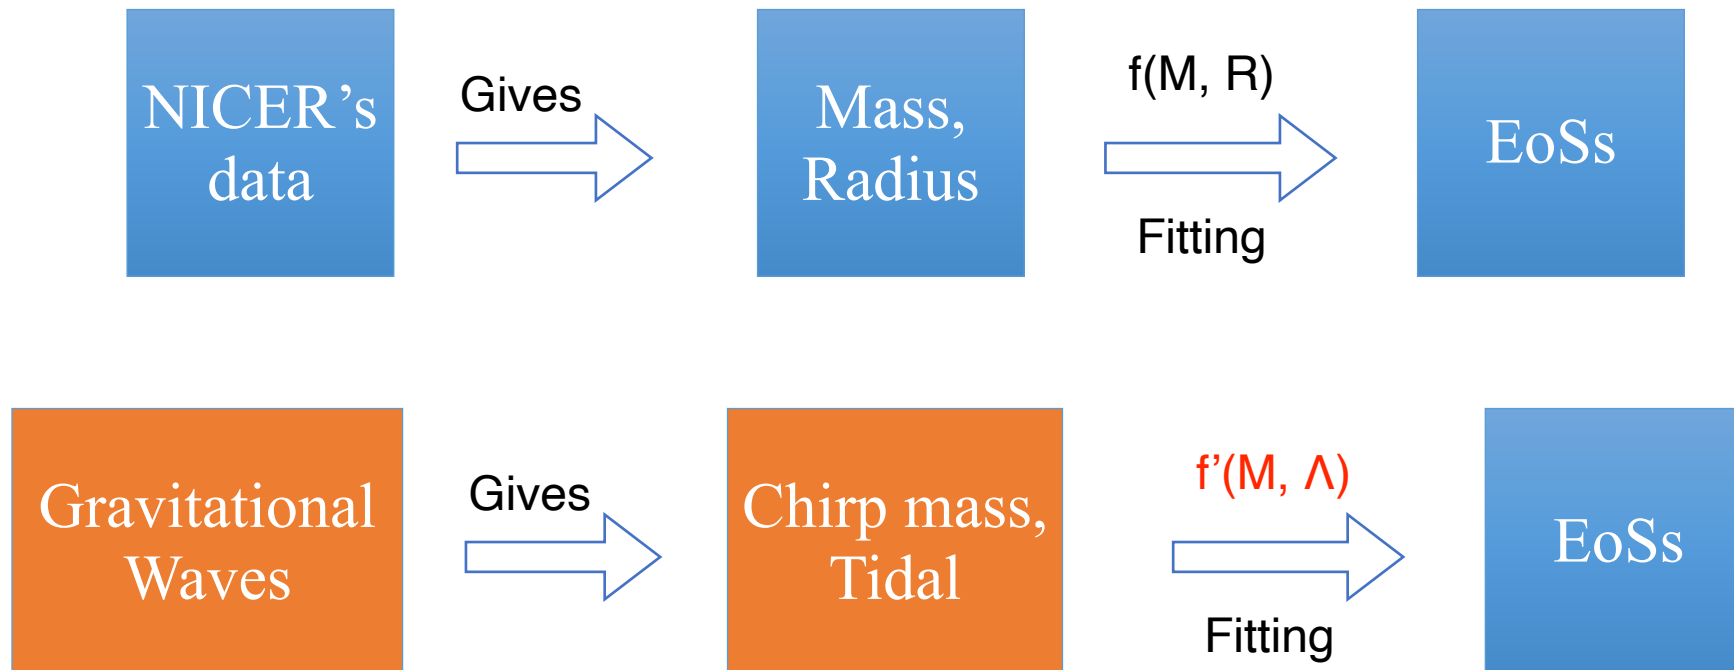 NICER’s
data
Gives
Mass,
Radius
f(M, R)
Fitting
EoSs
Gravitational
Waves
Gives
Chirp mass,
Tidal
f’(M, Λ)
Fitting
EoSs